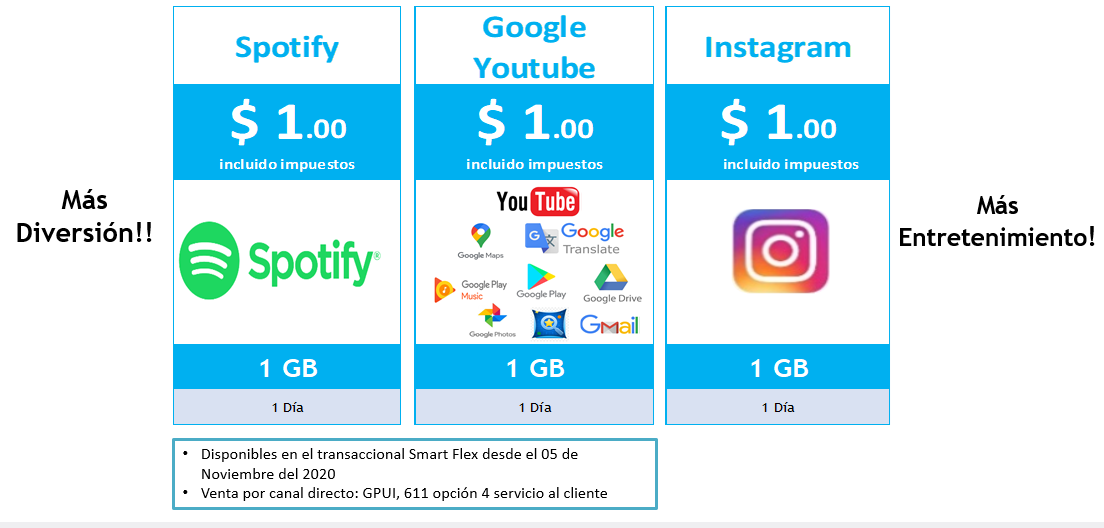 Más
Diversión!!
Spotify
$ 1.00
incluido impuestos
Spotify®
1 GB
1 Día
Google
Youtube
$ 1.00
incluido impuestos
YouTube
Google Maps
Google
Translate
Google Play
Music
Google Play
Google Drive
Google Photos
Gmail
1 GB
1 Día
Instagram
$ 1.00
incluido impuestos
1 GB
1 Día
Más
Entretenimiento!
• Disponibles en el transaccional Smart Flex desde el 05 de
Noviembre del 2020
• Venta por canal directo: GPUI, 611 opción 4 servicio al cliente